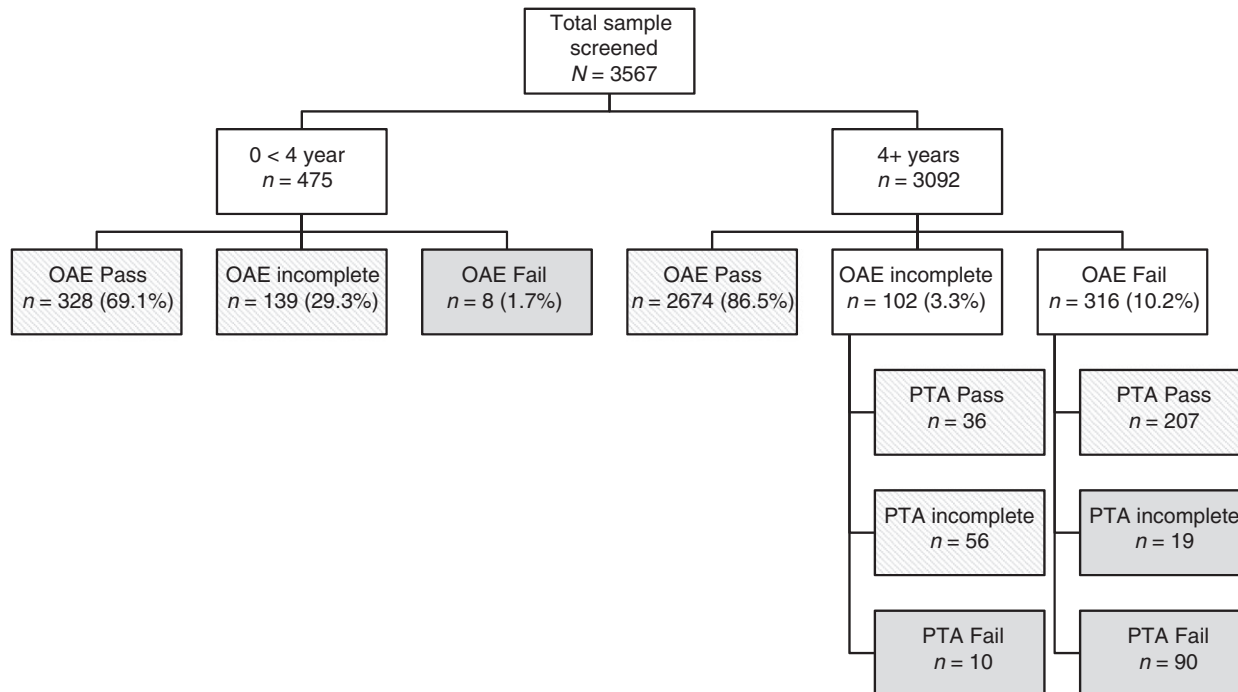 Total sample
screened
N = 3567
0 < 4 year
n = 475
4+ years
n = 3092
OAE Pass
n = 328 (69.1%)
OAE incomplete
n = 139 (29.3%)
OAE Fail
n = 8 (1.7%)
OAE Pass
n = 2674 (86.5%)
OAE incomplete
n = 102 (3.3%)
OAE Fail
n = 316 (10.2%)
PTA Pass
n = 36
PTA Pass
n = 207
PTA incomplete
n = 56
PTA incomplete
n = 19
PTA Fail
n = 10
PTA Fail
n = 90